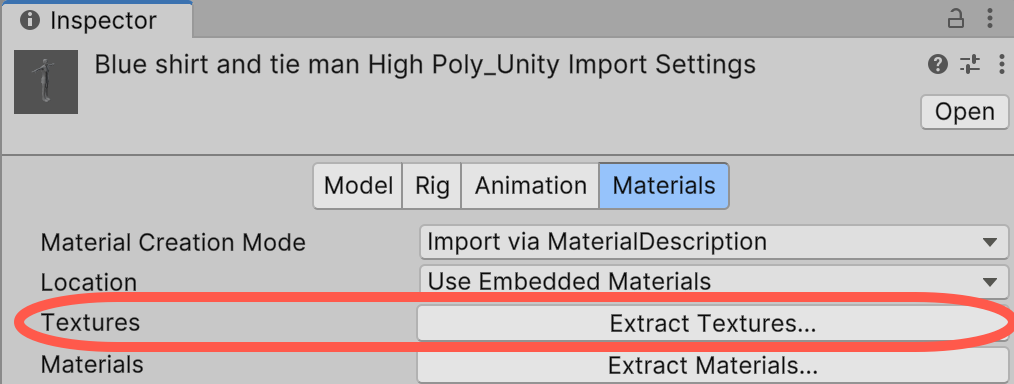 Inspector
Blue shirt and tie man High Poly_Unity Import Settings
Open
Model Rig Animation Materials
Material Creation Mode Import via MaterialDescription
Location Use Embedded Materials
Textures Extract Textures...
Materials Extract Materials...